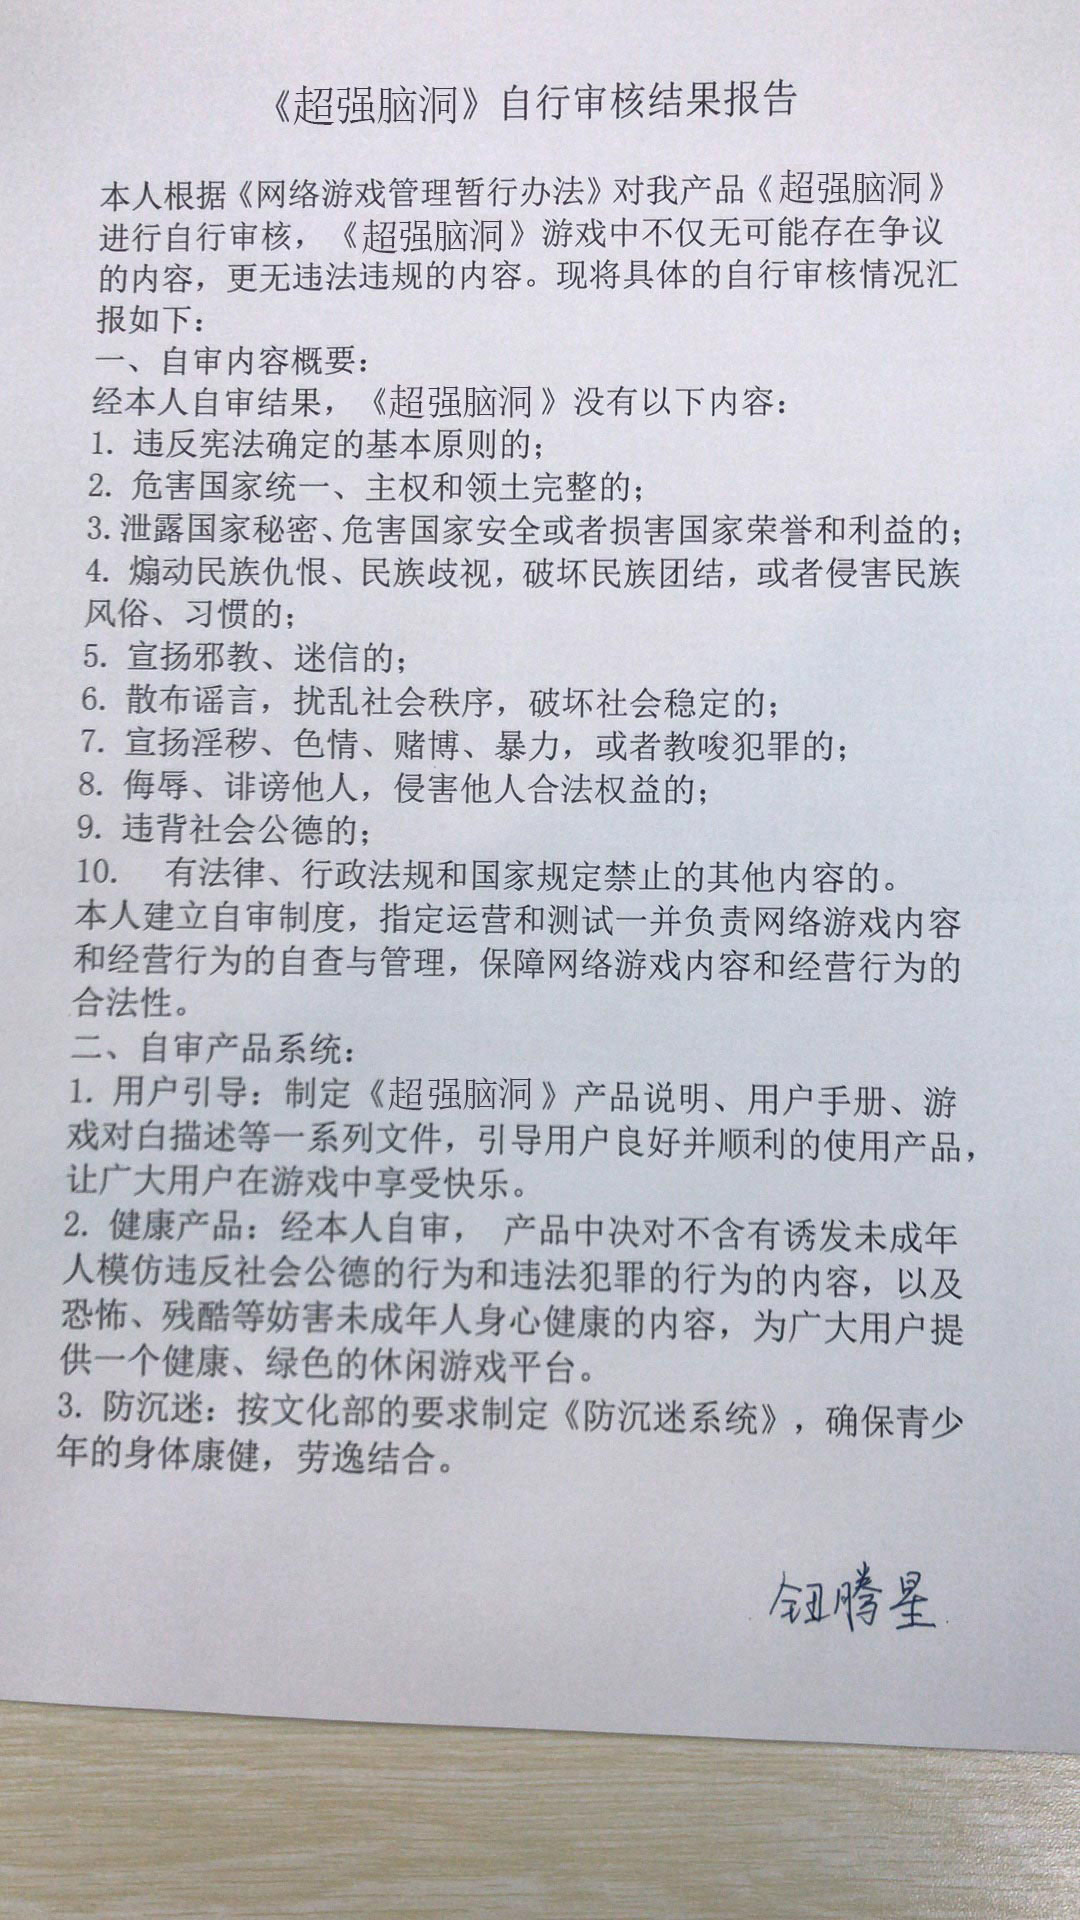 《超强脑洞》自行审核结果报告
本人根据《网络游戏管理暂行办法》对我产品《超强脑洞》
进行自行审核，《超强脑洞》游戏中不仅无可能存在争议
的内容，更无违法违规的内容。现将具体的自行审核情况汇
报如下：
一、自审内容概要：
经本人自审结果，《超强脑洞》没有以下内容：
1. 违反宪法确定的基本原则的；
2. 危害国家统一、主权和领土完整的；
3.泄露国家秘密、危害国家安全或者损害国家荣誉和利益的；
4. 煽动民族仇恨、民族歧视，破坏民族团结，或者侵害民族
风俗、习惯的；
5. 宣扬邪教、迷信的；
6. 散布谣言，扰乱社会秩序，破坏社会稳定的；
7. 宣扬淫秽、色情、赌博、暴力，或者教唆犯罪的；
8. 侮辱、诽谤他人，侵害他人合法权益的；
9. 违背社会公德的；
10. 有法律、行政法规和国家规定禁止的其他内容的。
本人建立自审制度，指定运营和测试一并负责网络游戏内容
和经营行为的自查与管理，保障网络游戏内容和经营行为的
合法性。
二、自审产品系统：
1. 用户引导：制定《超强脑洞》产品说明、用户手册、游
戏对白描述等一系列文件，引导用户良好并顺利的使用产品，
让广大用户在游戏中享受快乐。
2. 健康产品：经本人自审， 产品中决对不含有诱发未成年
人模仿违反社会公德的行为和违法犯罪的行为的内容，以及
恐怖、残酷等妨害未成年人身心健康的内容，为广大用户提
供一个健康、绿色的休闲游戏平台。
3. 防沉迷：按文化部的要求制定《防沉迷系统》，确保青少
年的身体康健，劳逸结合。
钮腾星